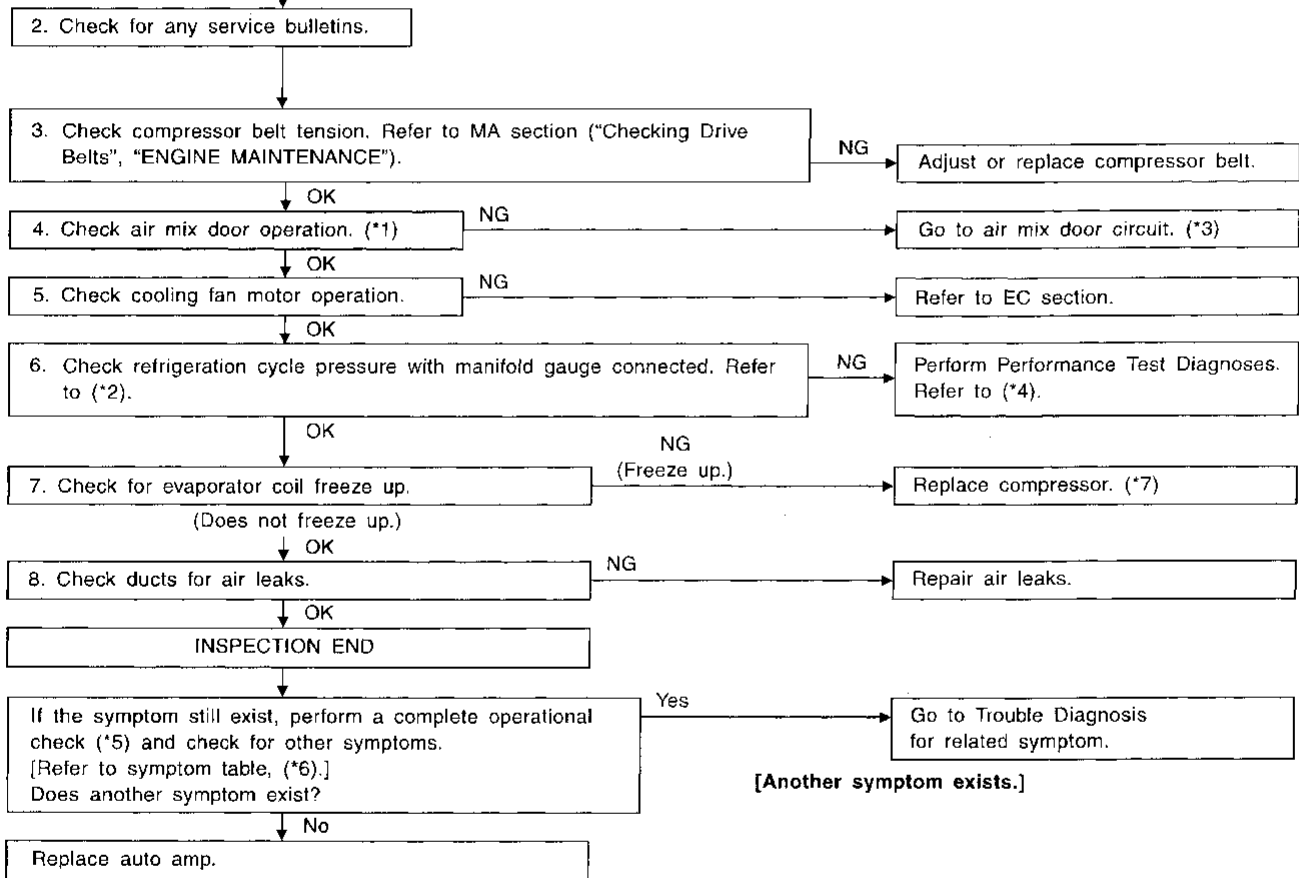 2. Check for any service bulletins.
3. Check compressor belt tension. Refer to MA section ("Checking Drive
Belts", "ENGINE MAINTENANCE").
NG
Adjust or replace compressor belt.
OK
4. Check air mix door operation. (*1)
NG
Go to air mix door circuit. (*3)
OK
5. Check cooling fan motor operation.
NG
Refer to EC section.
OK
6. Check refrigeration cycle pressure with manifold gauge connected. Refer
to (*2).
NG
Perform Performance Test Diagnoses.
Refer to (*4).
OK
NG
(Freeze up.)
7. Check for evaporator coil freeze up.
Replace compressor. (*7)
(Does not freeze up.)
OK
8. Check ducts for air leaks.
NG
Repair air leaks.
OK
INSPECTION END
If the symptom still exist, perform a complete operational
check (*5) and check for other symptoms.
[Refer to symptom table, (*6).]
Does another symptom exist?
Yes
Go to Trouble Diagnosis
for related symptom.
[Another symptom exists.]
No
Replace auto amp.